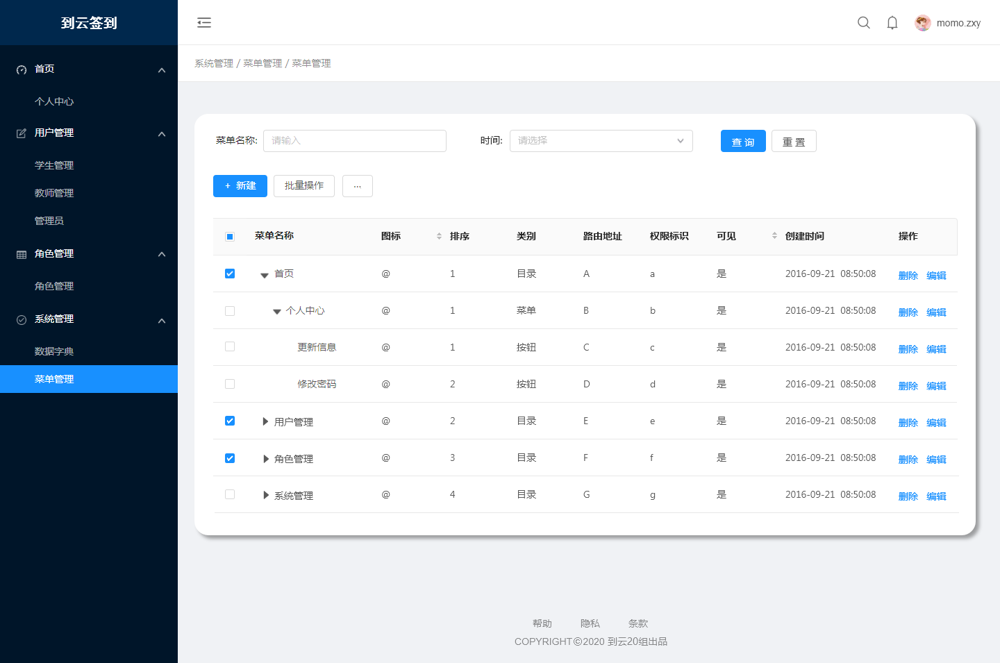 到云签到
momo.zxy
系统管理 / 菜单管理 / 菜单管理
首页
个人中心
用户管理
学生管理
教师管理
管理员
角色管理
角色管理
系统管理
数据字典
菜单管理
菜单名称: 请输入 时间: 请选择 查 询 重 置
+ 新建 批量操作 ...
菜单名称 图标 排序 类别 路由地址 权限标识 可见 创建时间 操作
首页 @ 1 目录 A a 是 2016-09-21 08:50:08 删除 编辑
个人中心 @ 1 菜单 B b 是 2016-09-21 08:50:08 删除 编辑
更新信息 @ 1 按钮 C c 是 2016-09-21 08:50:08 删除 编辑
修改密码 @ 2 按钮 D d 是 2016-09-21 08:50:08 删除 编辑
用户管理 @ 2 目录 E e 是 2016-09-21 08:50:08 删除 编辑
角色管理 @ 3 目录 F f 是 2016-09-21 08:50:08 删除 编辑
系统管理 @ 4 目录 G g 是 2016-09-21 08:50:08 删除 编辑
帮助 隐私 条款
COPYRIGHT©2020 到云20组出品